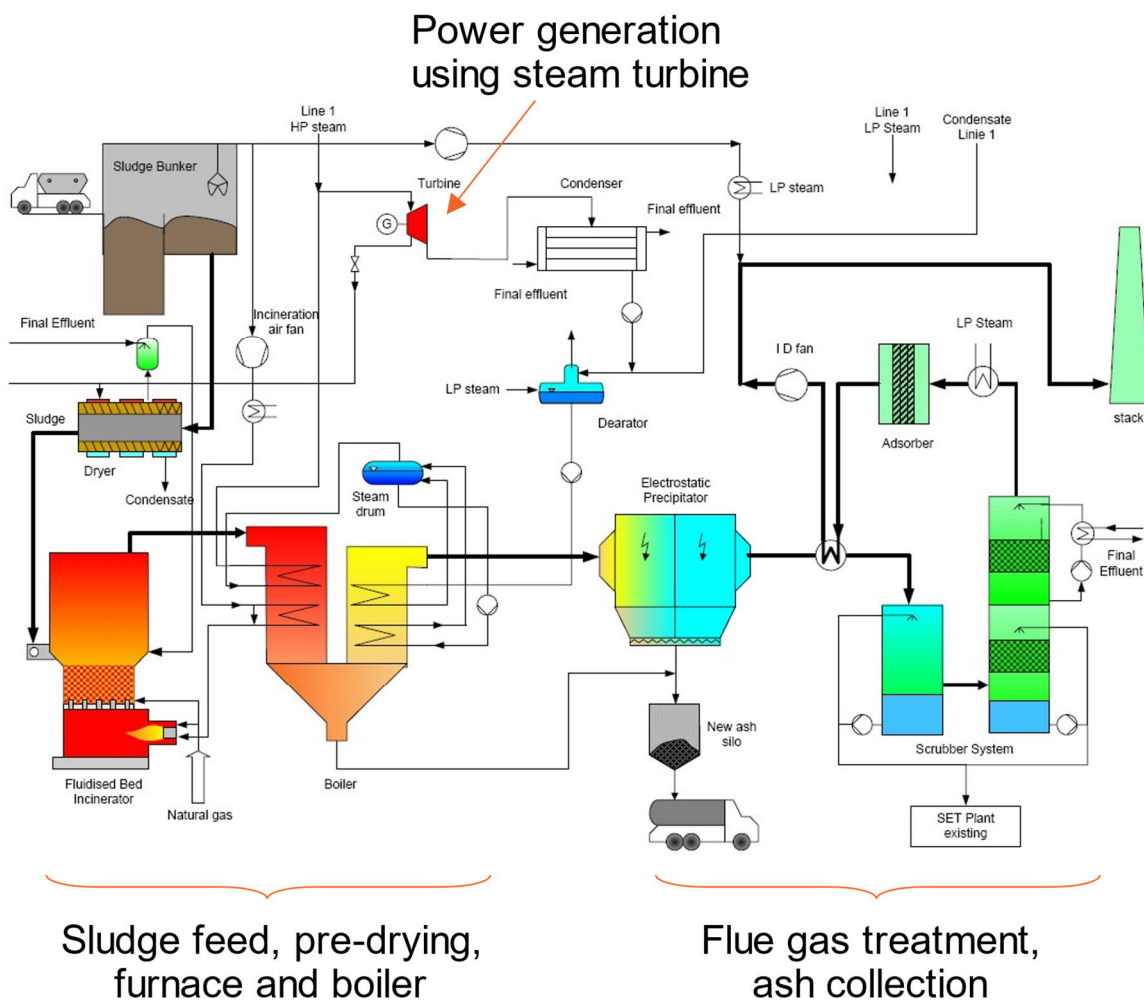 Power generation
using steam turbine
Line 1
HP steam
Line 1
LP Steam
Condensate
Linie 1
Sludge Bunker
Turbine
Condenser
LP steam
G
Final effluent
Final effluent
Final Effluent
Incineration
air fan
LP Steam
I D fan
LP steam
Sludge
Dearator
Adsorber
stack
Dryer
Condensate
Steam
drum
Electrostatic
Precipitator
Final
Effluent
New ash
silo
Scrubber System
Fluidised Bed
Incinerator
Boiler
Natural gas
SET Plant
existing
Sludge feed, pre-drying,
furnace and boiler
Flue gas treatment,
ash collection